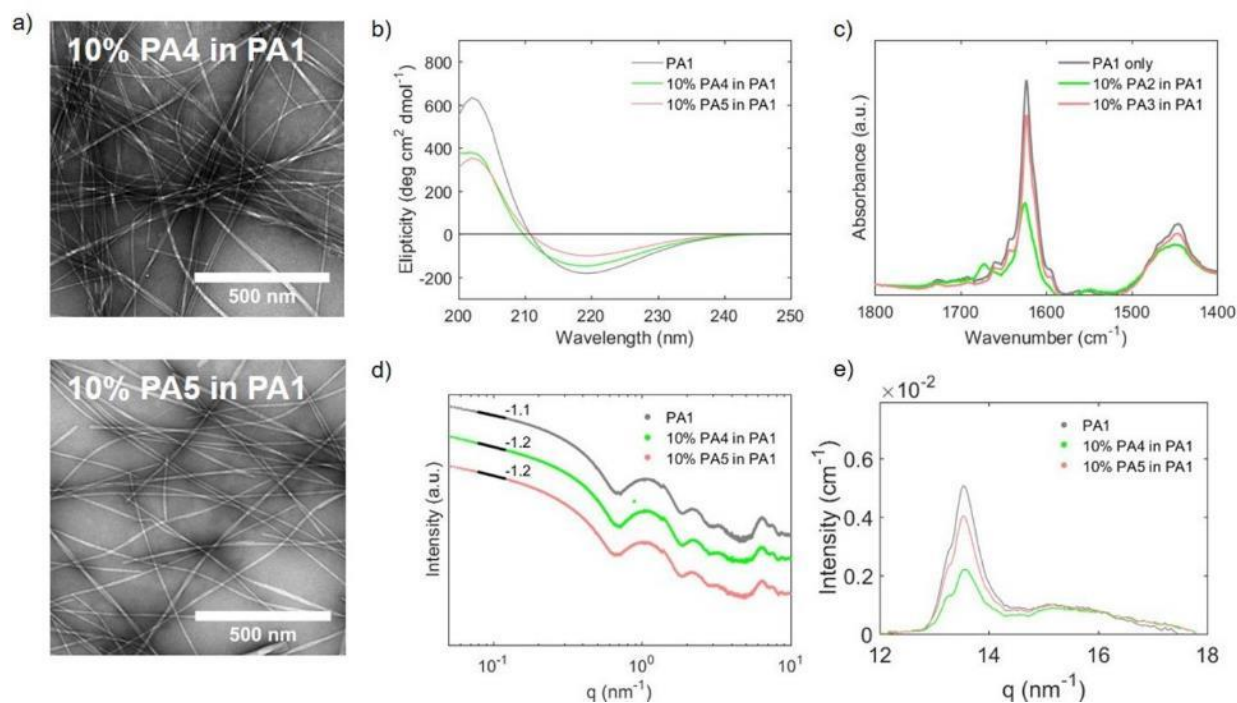 a)
10% PA4 in PA1
500 nm
10% PA5 in PA1
500 nm
b)
800
600
400
200
0
-200
200 210 220 230 240 250
Elipticity (deg cm² dmol⁻¹)
Wavelength (nm)
PA1
10% PA4 in PA1
10% PA5 in PA1
c)
Absorbance (a.u.)
PA1 only
10% PA2 in PA1
10% PA3 in PA1
1800 1700 1600 1500 1400
Wavenumber (cm⁻¹)
d)
-1.1
-1.2
-1.2
PA1
10% PA4 in PA1
10% PA5 in PA1
Intensity (a.u.)
10⁻¹ 10⁰ 10¹
q (nm⁻¹)
e)
×10⁻²
PA1
10% PA4 in PA1
10% PA5 in PA1
0.6
0.4
0.2
0
Intensity (cm⁻¹)
12 14 16 18
q (nm⁻¹)